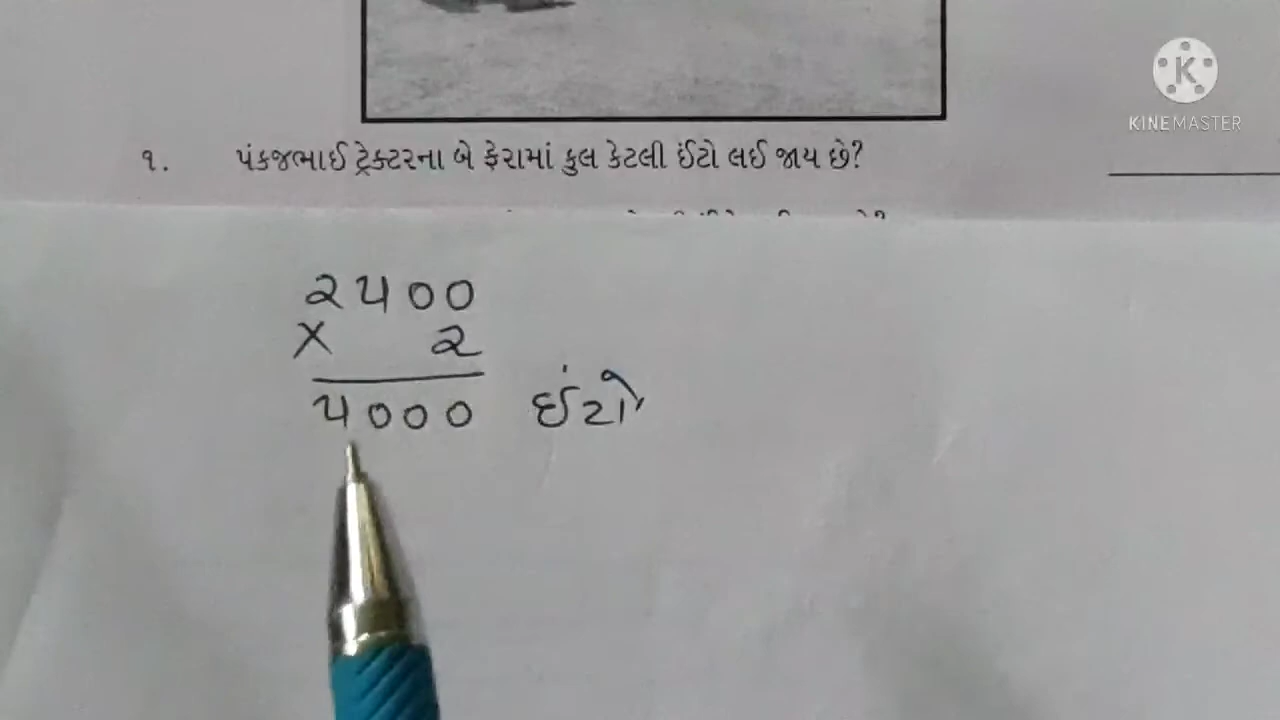 KINEMASTER
૧. પંકજભાઈ ટ્રેક્ટરના બે ફેરામાં કુલ કેટલી ઈંટો લઈ જાય છે?
૨૫૦૦
X ૨
૫૦૦૦ ઈંટો